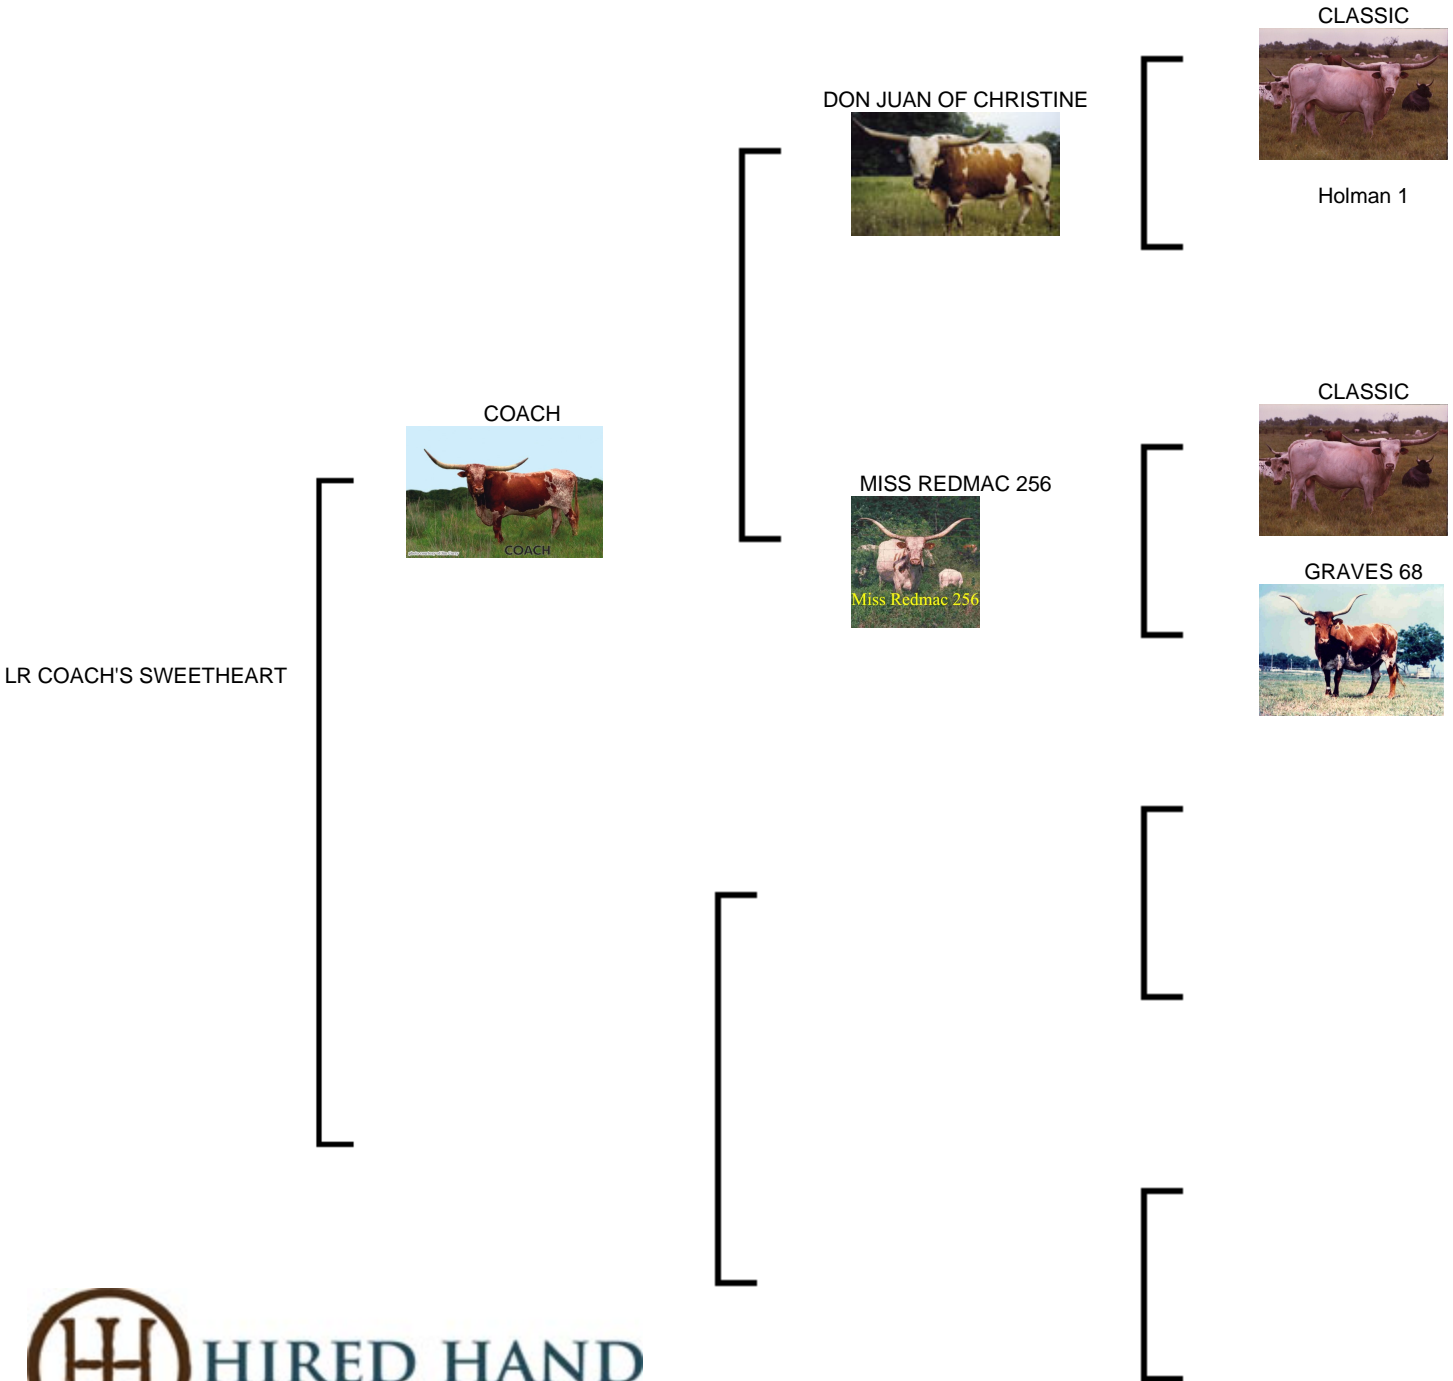 CLASSIC
DON JUAN OF CHRISTINE
Holman 1
CLASSIC
COACH
COACH
MISS REDMAC 256
Miss Redmac 256
GRAVES 68
LR COACH'S SWEETHEART
HIRED HAND